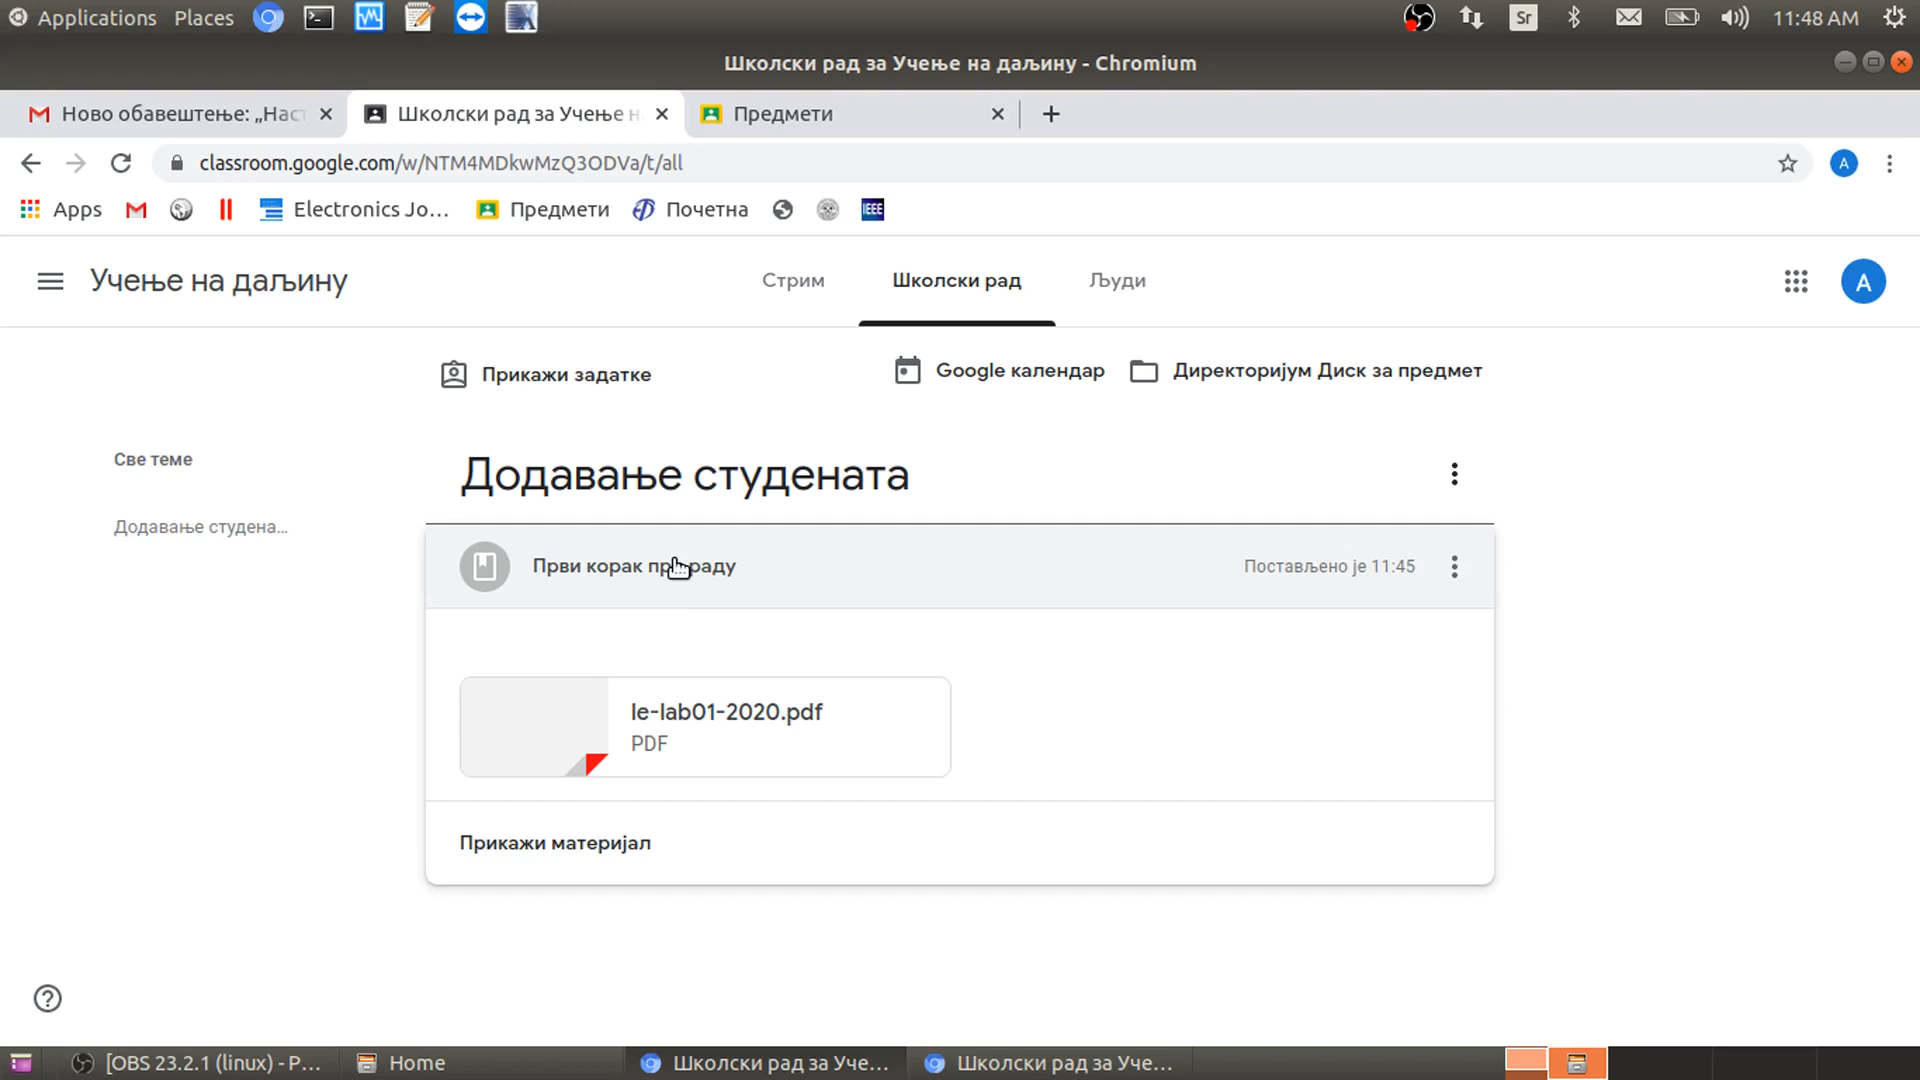 Applications Places Sr 11:48 AM
Школски рад за Учење на даљину - Chromium
Ново обавештење: „Наст
Школски рад за Учење н
Предмети
classroom.google.com/w/NTM4MDkwMzQ3ODVa/t/all A
Apps Electronics Jo... Предмети Почетна IEEE
Учење на даљину Стрим Школски рад Људи A
Прикажи задатке Google календар Директоријум Диск за предмет
Све теме
Додавање студената
Додавање студена...
Први корак раду Постављено је 11:45
le-lab01-2020.pdf
PDF
Прикажи материјал
[OBS 23.2.1 (linux) - P... Home Школски рад за Уче... Школски рад за Уче...